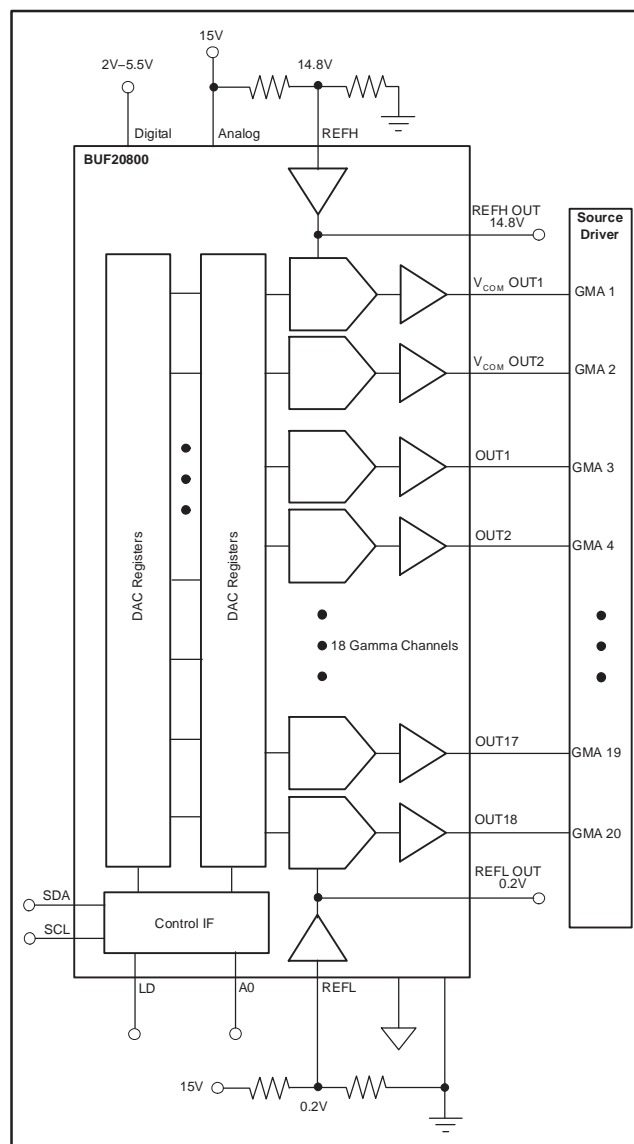 15V
2V–5.5V
14.8V
Digital
Analog
REFH
BUF20800
REFH OUT
14.8V
Source
Driver
VCOM OUT1
GMA 1
VCOM OUT2
GMA 2
OUT1
GMA 3
OUT2
GMA 4
DAC Registers
DAC Registers
18 Gamma Channels
OUT17
GMA 19
OUT18
GMA 20
REFL OUT
0.2V
SDA
SCL
Control IF
LD
A0
REFL
15V
0.2V